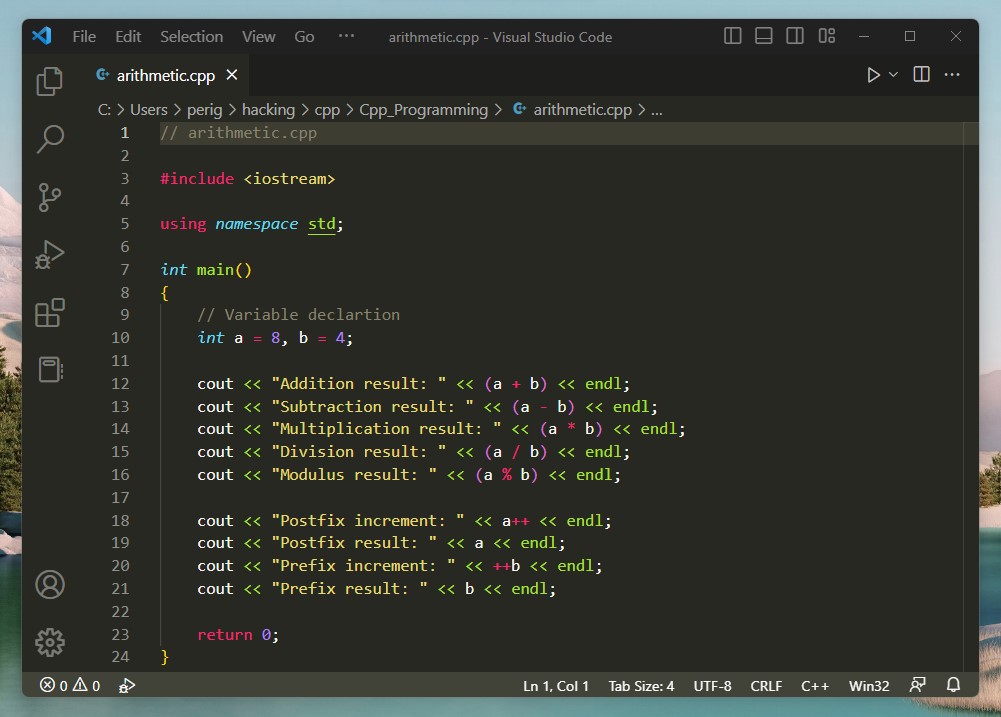 File Edit Selection View Go ··· arithmetic.cpp - Visual Studio Code
arithmetic.cpp
C: > Users > perig > hacking > cpp > Cpp_Programming > arithmetic.cpp > ...
1 // arithmetic.cpp
2
3 #include <iostream>
4
5 using namespace std;
6
7 int main()
8 {
9 // Variable declartion
10 int a = 8, b = 4;
11
12 cout << "Addition result: " << (a + b) << endl;
13 cout << "Subtraction result: " << (a - b) << endl;
14 cout << "Multiplication result: " << (a * b) << endl;
15 cout << "Division result: " << (a / b) << endl;
16 cout << "Modulus result: " << (a % b) << endl;
17
18 cout << "Postfix increment: " << a++ << endl;
19 cout << "Postfix result: " << a << endl;
20 cout << "Prefix increment: " << ++b << endl;
21 cout << "Prefix result: " << b << endl;
22
23 return 0;
24 }
0 0 Ln 1, Col 1 Tab Size: 4 UTF-8 CRLF C++ Win32